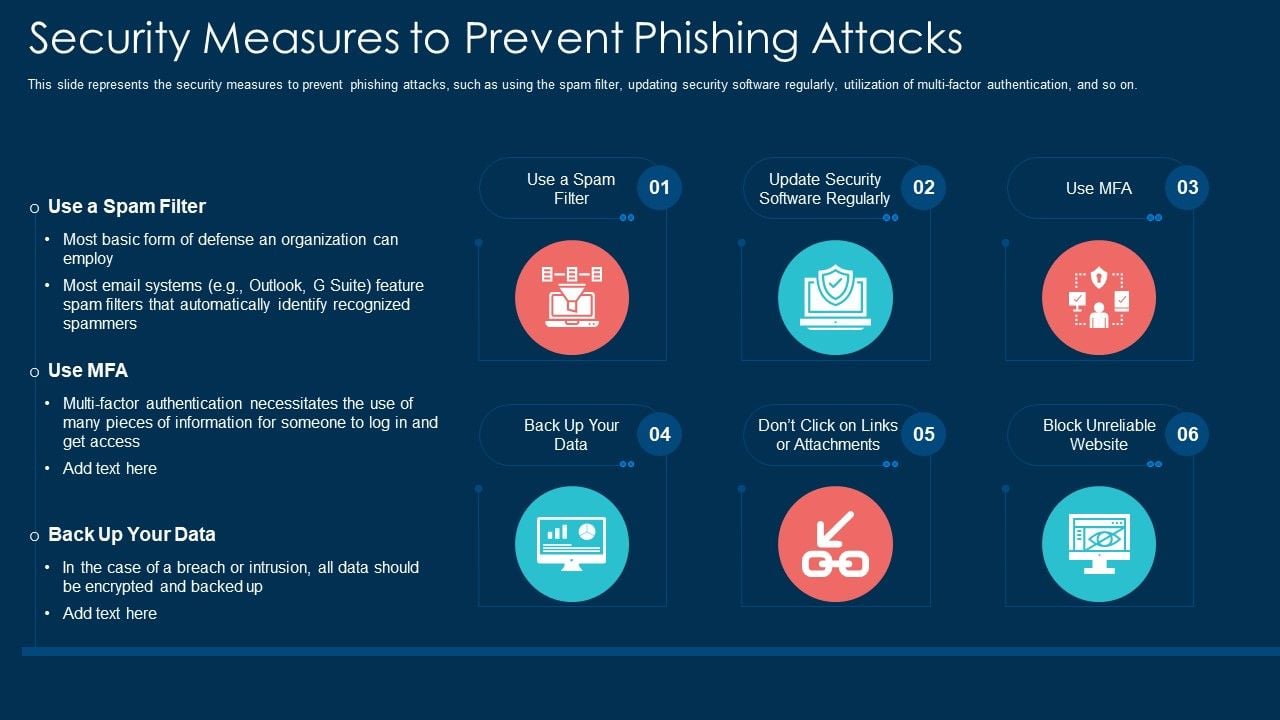 Security Measures to Prevent Phishing Attacks
This slide represents the security measures to prevent phishing attacks, such as using the spam filter, updating security software regularly, utilization of multi-factor authentication, and so on.
o Use a Spam Filter
• Most basic form of defense an organization can
employ
• Most email systems (e.g., Outlook, G Suite) feature
spam filters that automatically identify recognized
spammers
o Use MFA
• Multi-factor authentication necessitates the use of
many pieces of information for someone to log in and
get access
• Add text here
o Back Up Your Data
• In the case of a breach or intrusion, all data should
be encrypted and backed up
• Add text here
Use a Spam
Filter
01
Update Security
Software Regularly
02
Use MFA
03
Back Up Your
Data
04
Don't Click on Links
or Attachments
05
Block Unreliable
Website
06